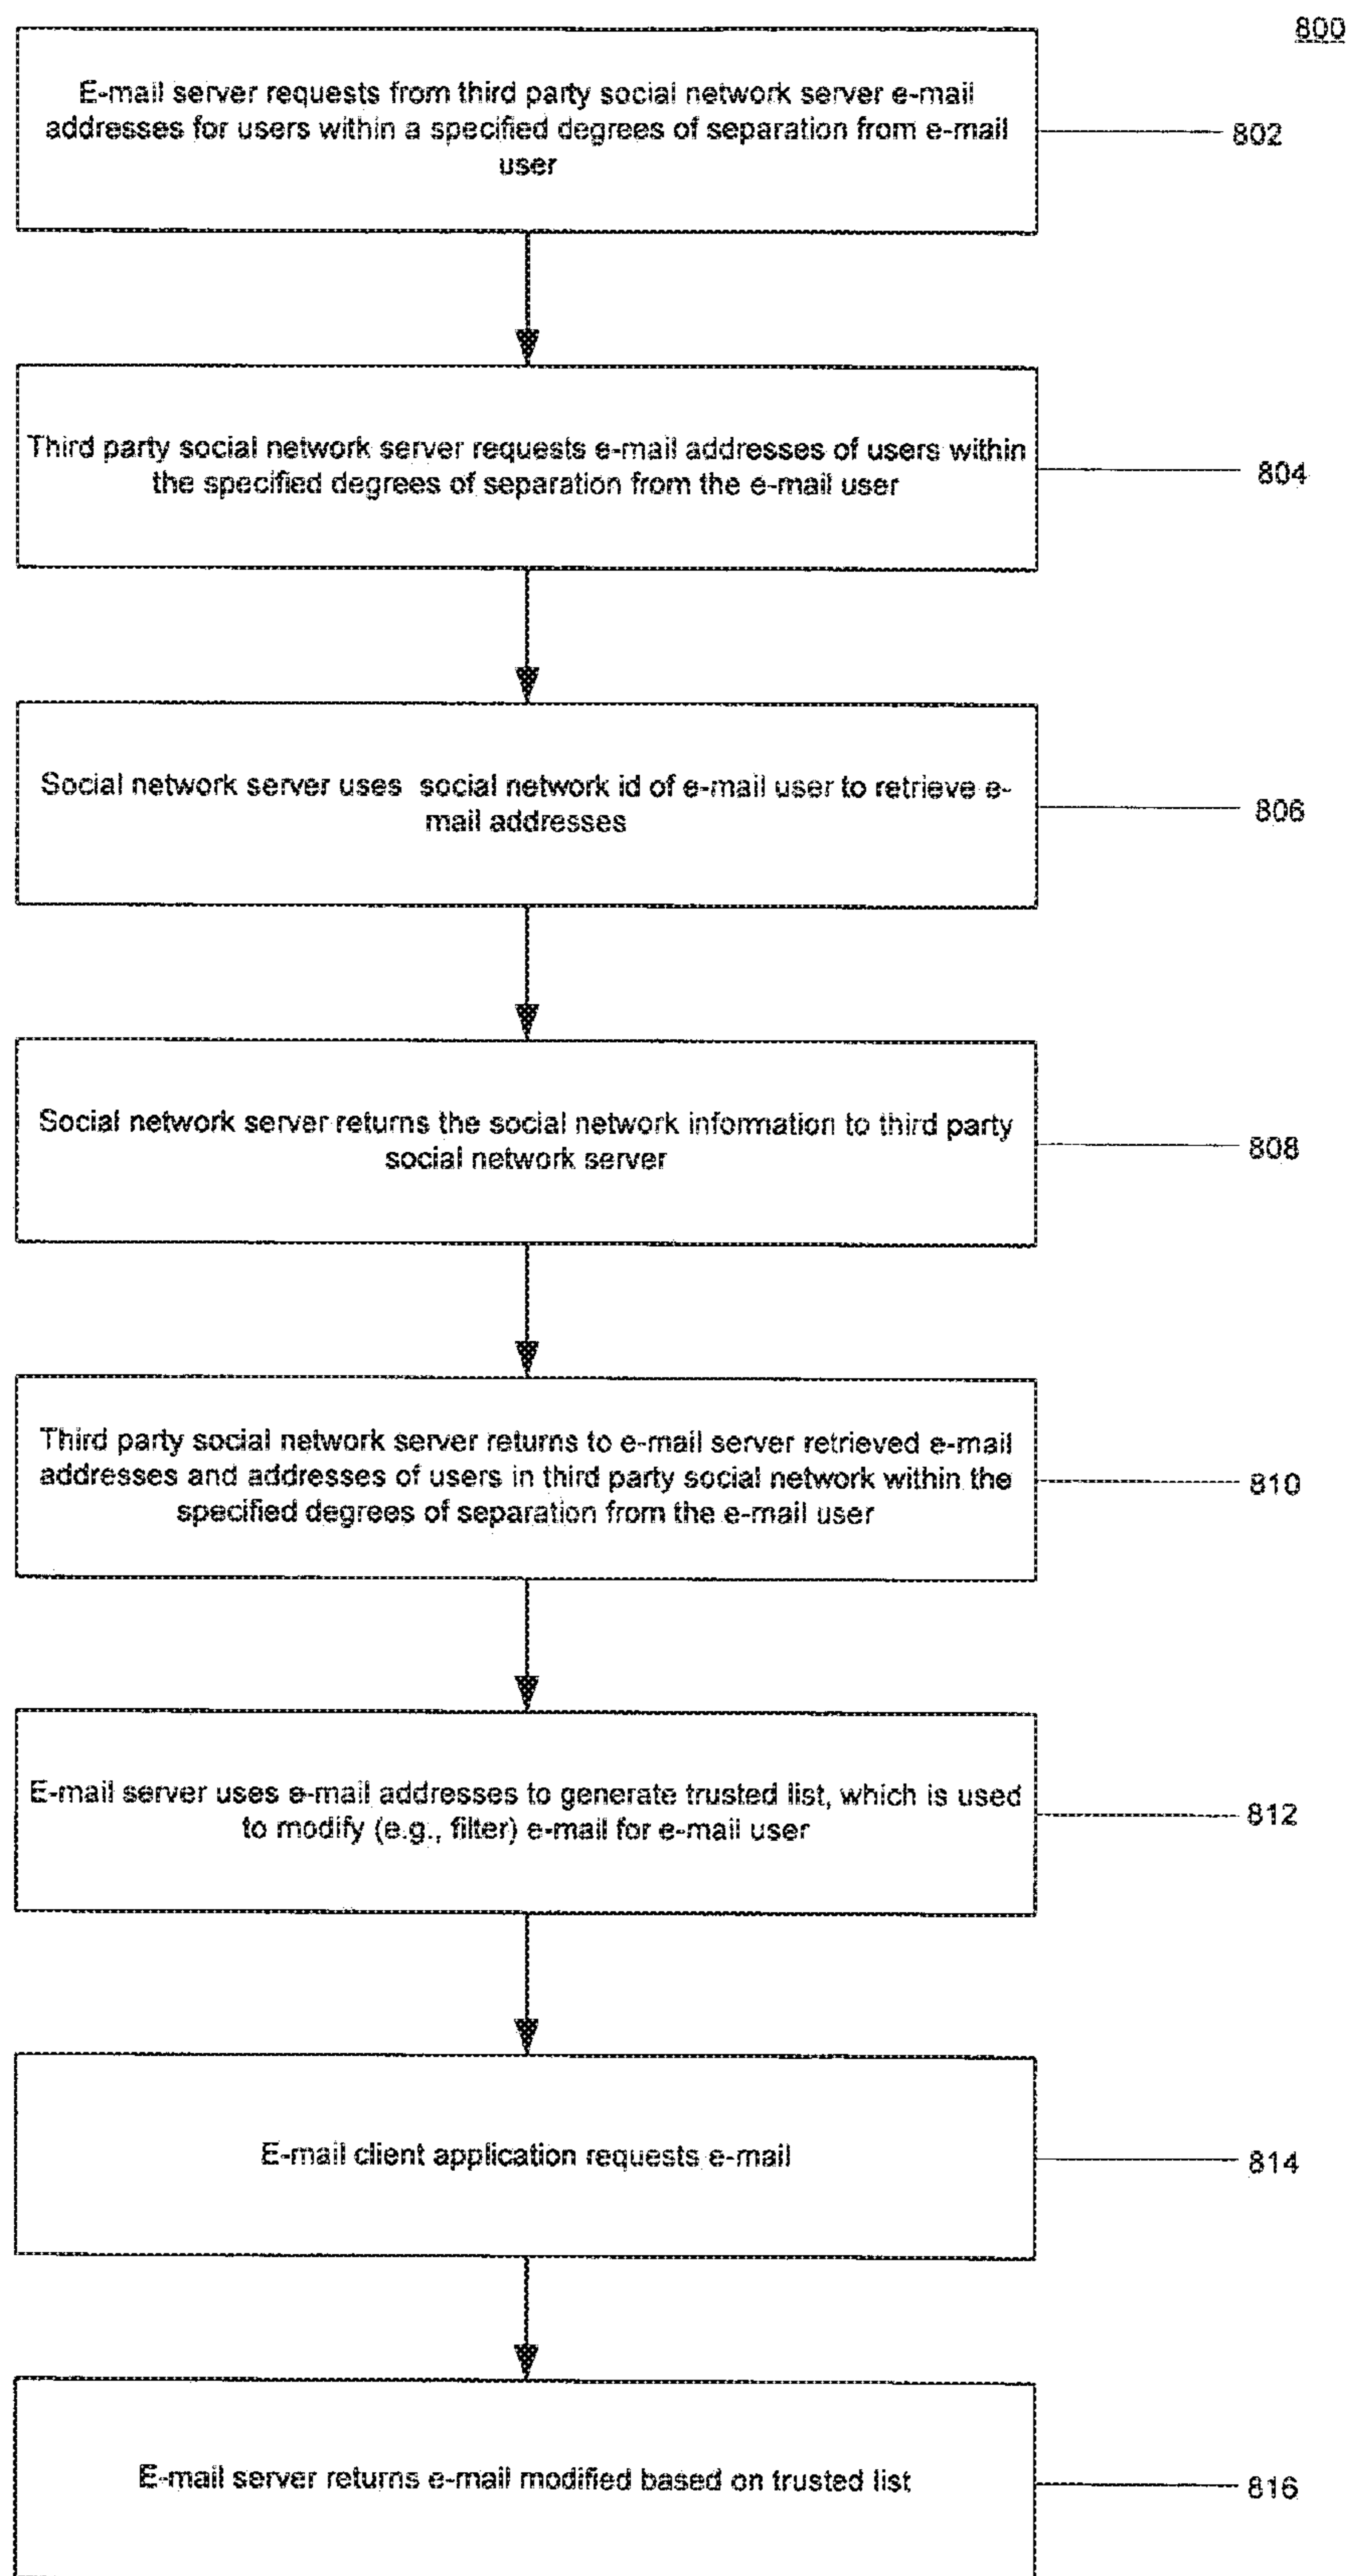 800
E-mail server requests from third party social network server e-mail
addresses for users within a specified degrees of separation from e-mail
user
802
Third party social network server requests e-mail addresses of users within
the specified degrees of separation from the e-mail user
804
Social network server uses social network id of e-mail user to retrieve e-
mail addresses
806
Social network server returns the social network information to third party
social network server
808
Third party social network server returns to e-mail server retrieved e-mail
addresses and addresses of users in third party social network within the
specified degrees of separation from the e-mail user
810
E-mail server uses e-mail addresses to generate trusted list, which is used
to modify (e.g., filter) e-mail for e-mail user
812
E-mail client application requests e-mail
814
E-mail server returns e-mail modified based on trusted list
816